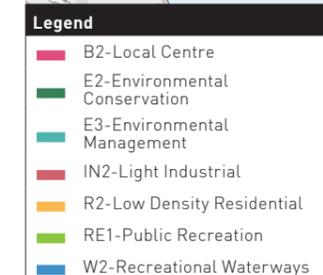 Legend
B2-Local Centre
E2-Environmental
Conservation
E3-Environmental
Management
IN2-Light Industrial
R2-Low Density Residential
RE1-Public Recreation
W2-Recreational Waterways